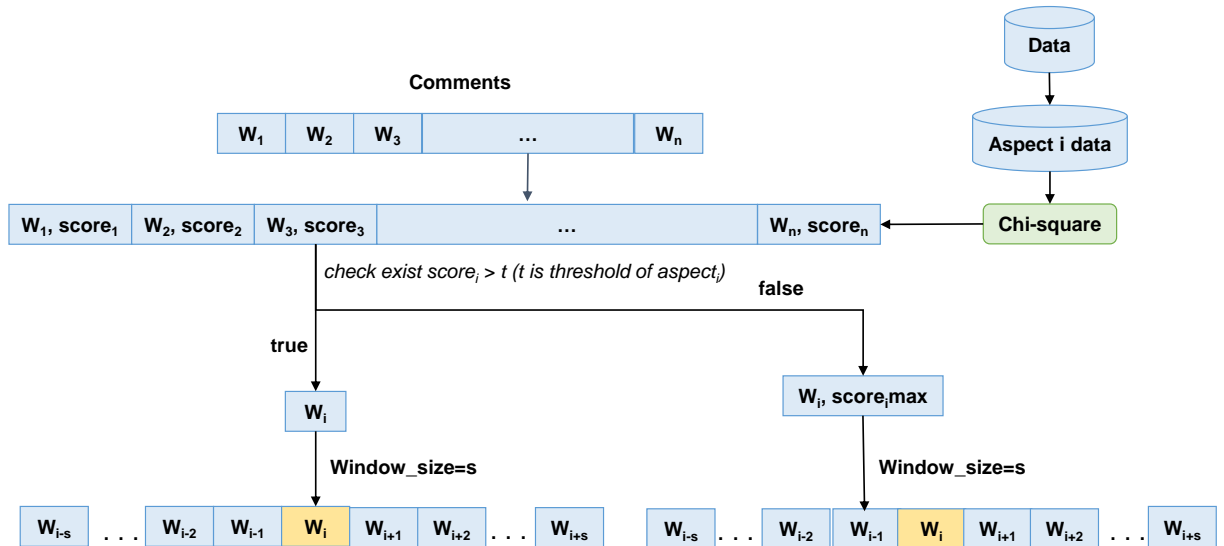 Data
Comments
W₁ W₂ W₃ ... Wₙ
Aspect i data
W₁, score₁ W₂, score₂ W₃, score₃ ... Wₙ, scoreₙ
Chi-square
check exist scoreᵢ > t (t is threshold of aspectᵢ)
false
true
Wᵢ
Wᵢ, scoreᵢmax
Window_size=s
Window_size=s
Wᵢ₋ₛ . . . Wᵢ₋₂ Wᵢ₋₁ Wᵢ Wᵢ₊₁ Wᵢ₊₂ . . . Wᵢ₊ₛ
Wᵢ₋ₛ . . . Wᵢ₋₂ Wᵢ₋₁ Wᵢ Wᵢ₊₁ Wᵢ₊₂ . . . Wᵢ₊ₛ